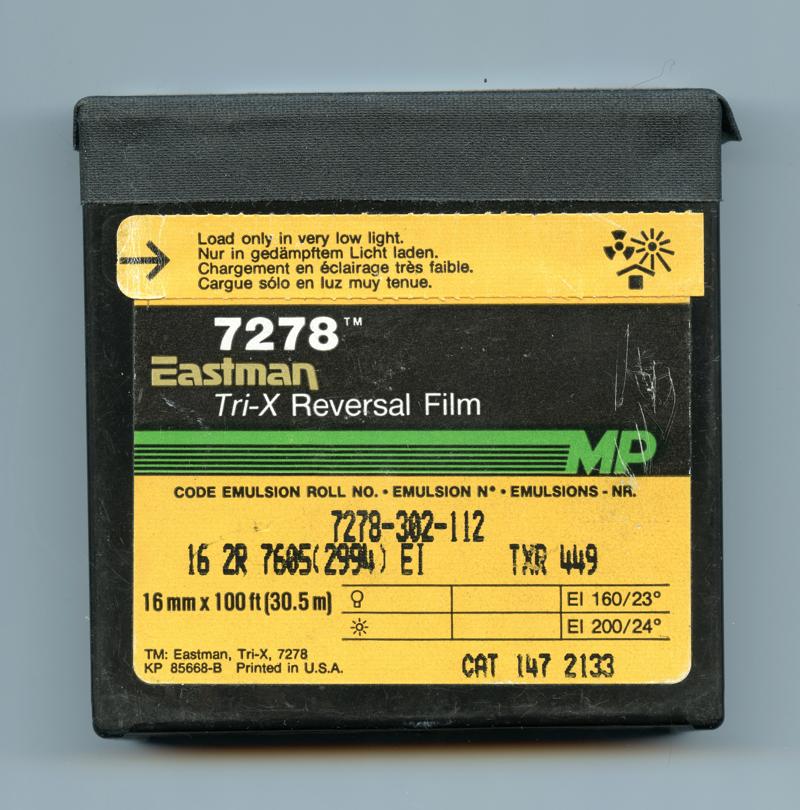 Load only in very low light.
Nur in gedämpftem Licht laden.
Chargement en éclairage très faible.
Cargue sólo en luz muy tenue.
7278™
Eastman
Tri-X Reversal Film
MP
CODE EMULSION ROLL NO. • EMULSION N° • EMULSIONS - NR.
7278-302-112
16 2R 7605(2994) EI TXR 449
16 mm x 100 ft (30.5 m)
EI 160/23°
EI 200/24°
TM: Eastman, Tri-X, 7278
KP 85668-B Printed in U.S.A.
CAT 147 2133